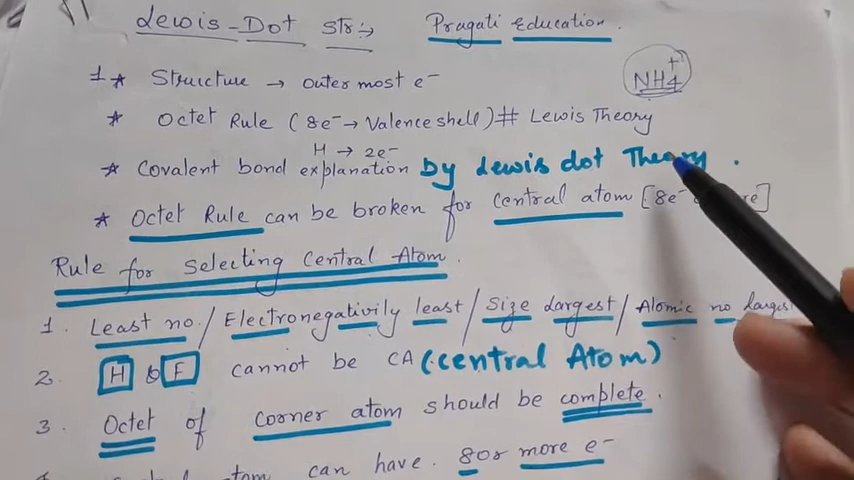 Lewis-Dot str:- Pragati Education.
1 * Structure → outermost e⁻ NH4+
* Octet Rule (8e⁻ → Valence shell) # Lewis Theory
H → 2e⁻
* Covalent bond explanation by Lewis dot Theory.
* Octet Rule can be broken for central atom [8e⁻
Rule for selecting Central Atom.
1. Least no./ Electronegativily least / Size largest / Atomic no largest
2. H & F cannot be CA (central Atom)
3. Octet of corner atom should be complete.
can have 8 or more e⁻